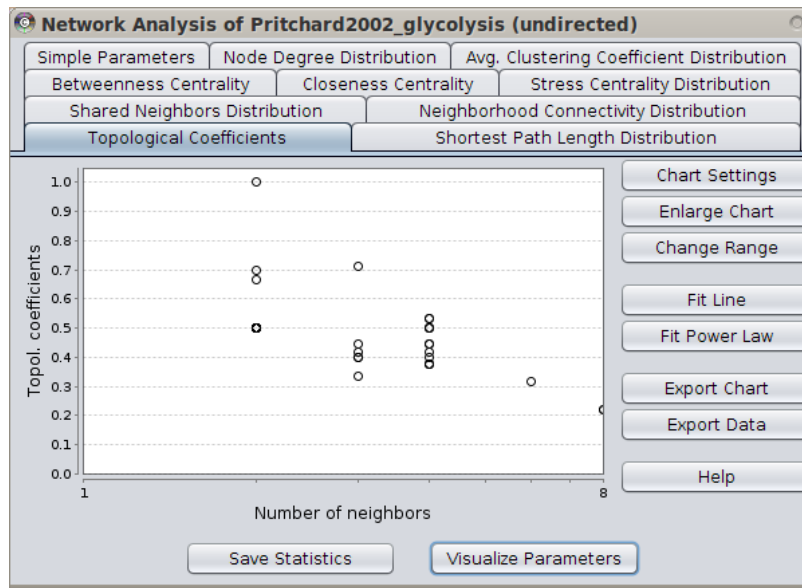 Network Analysis of Pritchard2002_glycolysis (undirected)
Simple Parameters
Node Degree Distribution
Avg. Clustering Coefficient Distribution
Betweenness Centrality
Closeness Centrality
Stress Centrality Distribution
Shared Neighbors Distribution
Neighborhood Connectivity Distribution
Topological Coefficients
Shortest Path Length Distribution
Topol. coefficients
1.0
0.9
0.8
0.7
0.6
0.5
0.4
0.3
0.2
0.1
0.0
1
8
Number of neighbors
Chart Settings
Enlarge Chart
Change Range
Fit Line
Fit Power Law
Export Chart
Export Data
Help
Save Statistics
Visualize Parameters